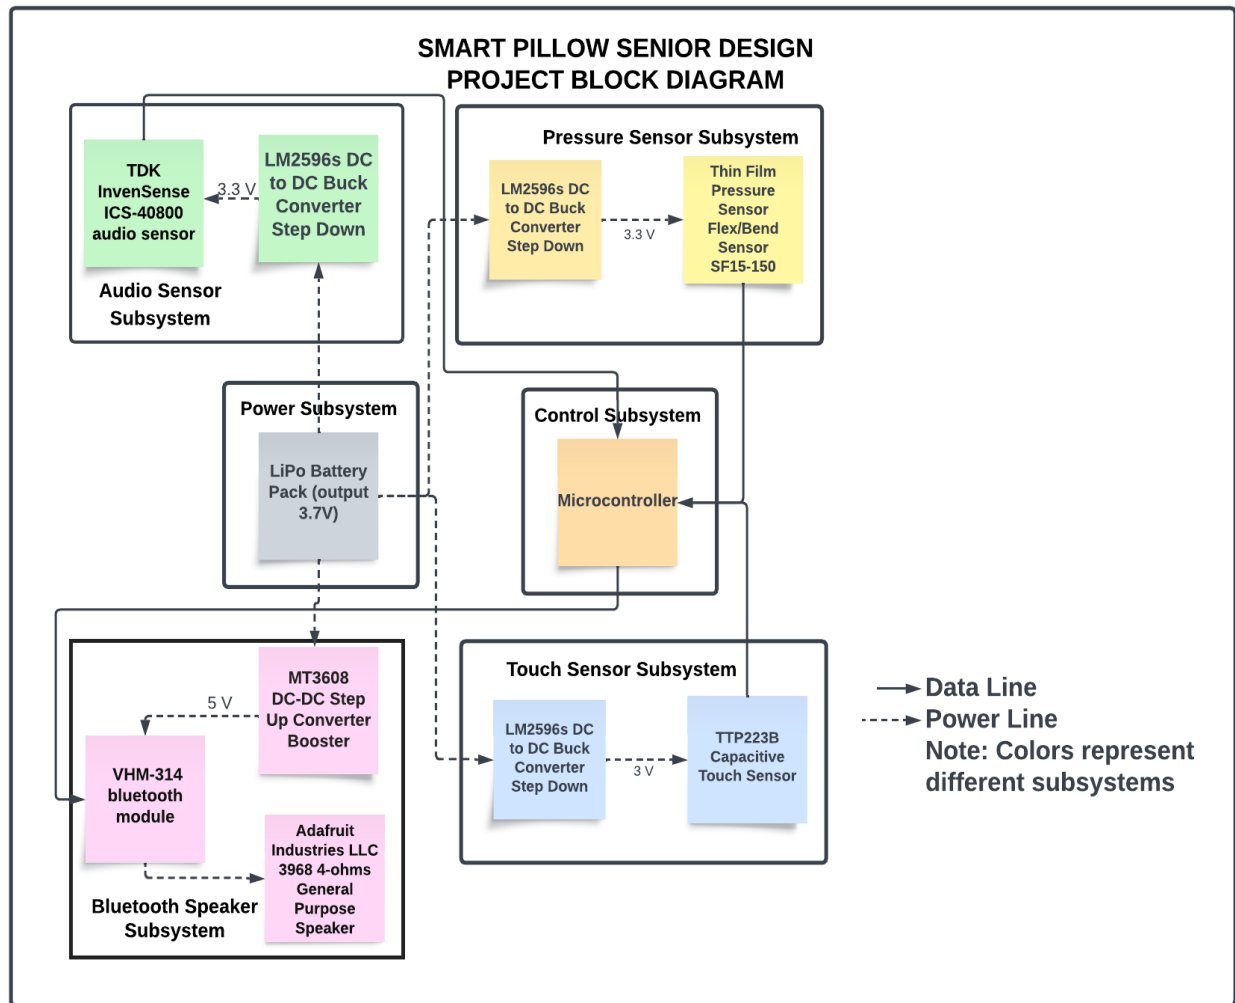 SMART PILLOW SENIOR DESIGN
PROJECT BLOCK DIAGRAM
TDK
InvenSense
ICS-40800
audio sensor
3.3 V
LM2596s DC
to DC Buck
Converter
Step Down
Audio Sensor
Subsystem
Pressure Sensor Subsystem
LM2596s DC
to DC Buck
Converter
Step Down
3.3 V
Thin Film
Pressure
Sensor
Flex/Bend
Sensor
SF15-150
Power Subsystem
LiPo Battery
Pack (output
3.7V)
Control Subsystem
Microcontroller
MT3608
DC-DC Step
Up Converter
Booster
5 V
VHM-314
bluetooth
module
Adafruit
Industries LLC
3968 4-ohms
General
Purpose
Speaker
Bluetooth Speaker
Subsystem
Touch Sensor Subsystem
LM2596s DC
to DC Buck
Converter
Step Down
3 V
TTP223B
Capacitive
Touch Sensor
Data Line
Power Line
Note: Colors represent
different subsystems